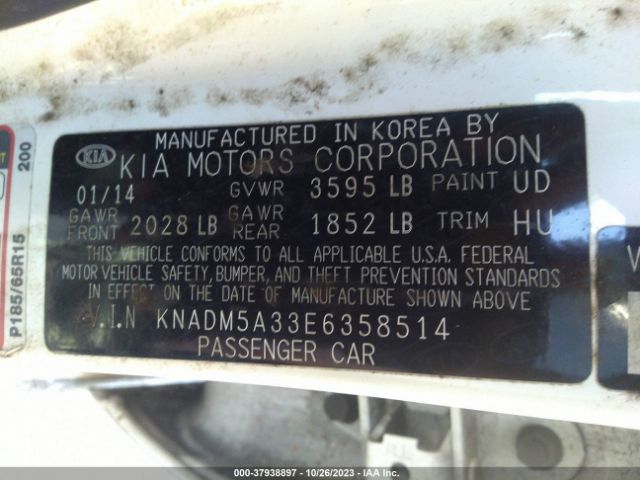 MANUFACTURED IN KOREA BY
KIA KIA MOTORS CORPORATION
01/14 GVWR 3595 LB PAINT UD
GAWR FRONT 2028 LB GAWR REAR 1852 LB TRIM HU
THIS VEHICLE CONFORMS TO ALL APPLICABLE U.S.A. FEDERAL
MOTOR VEHICLE SAFETY, BUMPER, AND THEFT PREVENTION STANDARDS
IN EFFECT ON THE DATE OF MANUFACTURE SHOWN ABOVE
V.I.N KNADM5A33E6358514
PASSENGER CAR
P185/65R15 200
000-37938897 - 10/26/2023 - IAA Inc.